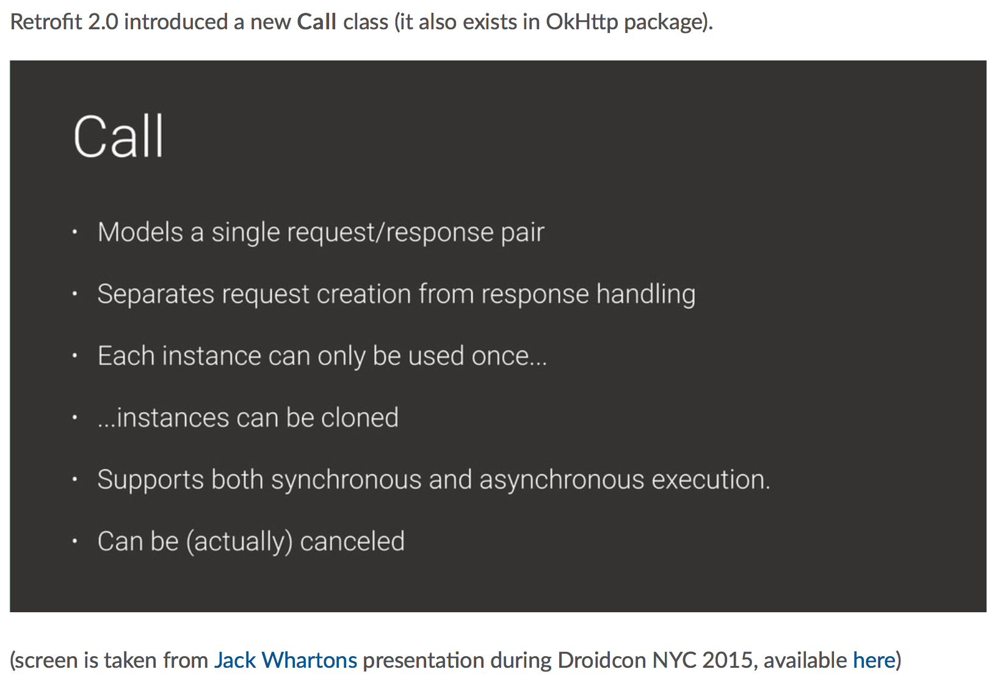 Retrofit 2.0 introduced a new Call class (it also exists in OkHttp package).
Call
• Models a single request/response pair
• Separates request creation from response handling
• Each instance can only be used once...
• ...instances can be cloned
• Supports both synchronous and asynchronous execution.
• Can be (actually) canceled
(screen is taken from Jack Whartons presentation during Droidcon NYC 2015, available here)